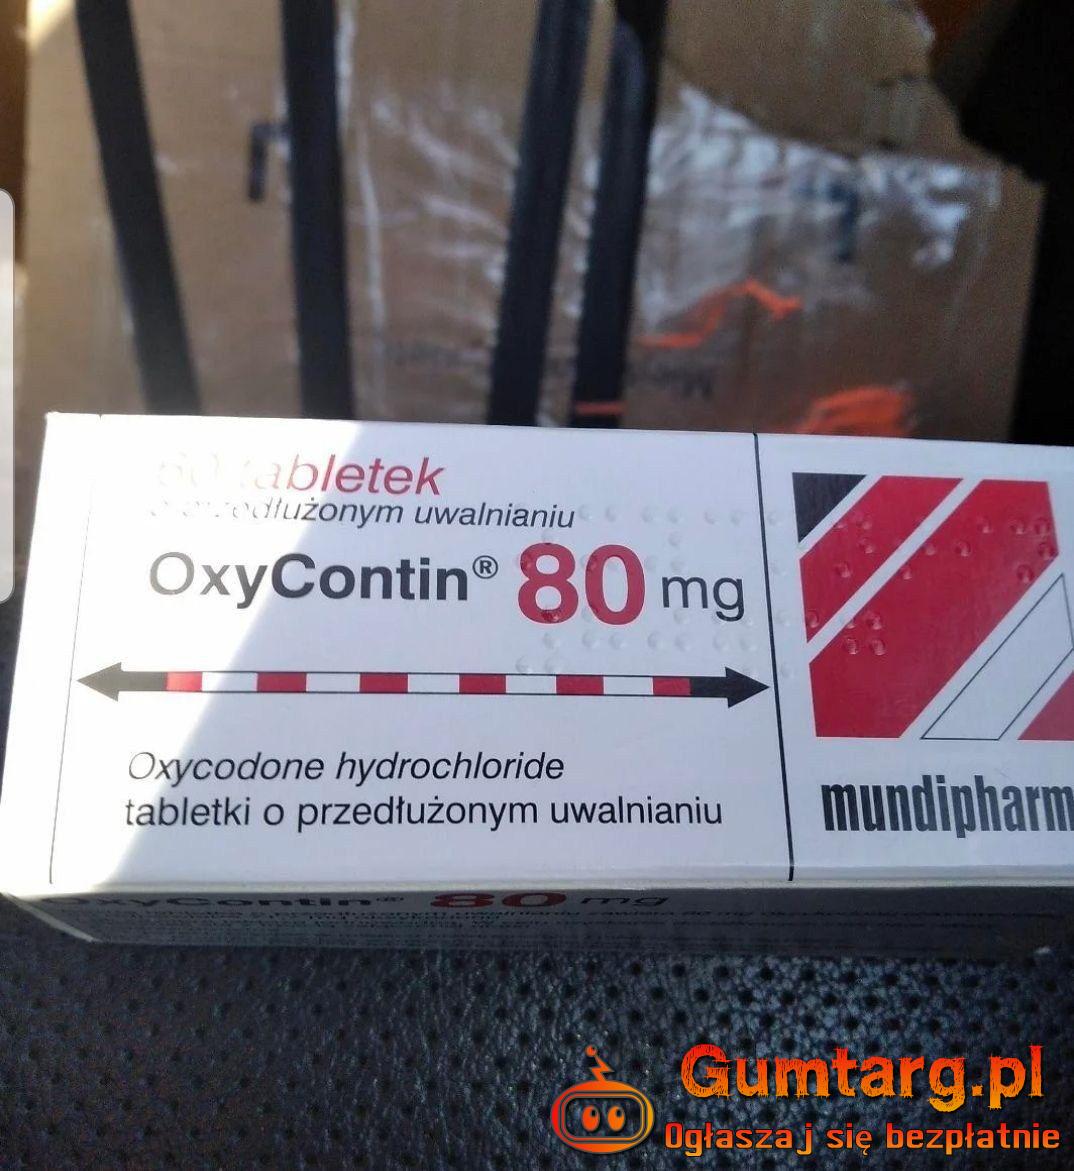 60 tabletek
o przedłużonym uwalnianiu
OxyContin® 80 mg
Oxycodone hydrochloride
tabletki o przedłużonym uwalnianiu
mundipharm
OxyContin® 80 mg
Gumtarg.pl
Ogłaszaj się bezpłatnie